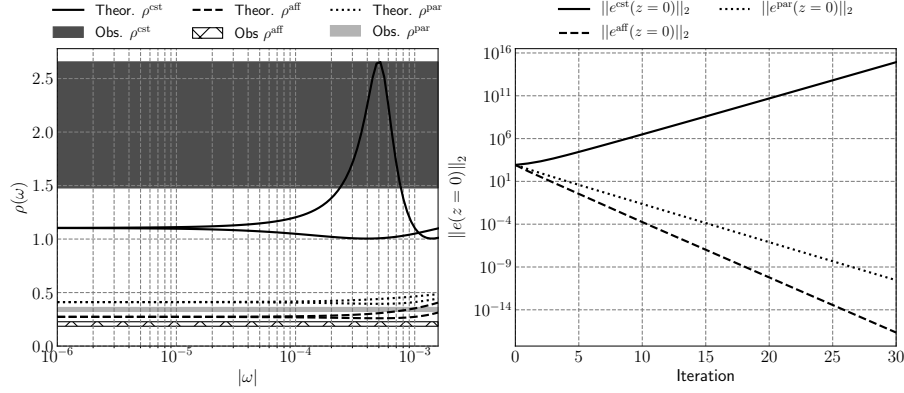 Theor. ρ^cst Theor. ρ^aff Theor. ρ^par
Obs. ρ^cst Obs ρ^aff Obs. ρ^par
2.5
2.0
1.5
1.0
0.5
0.0
ρ(ω)
10^−6 10^−5 10^−4 10^−3
|ω|
||e^cst(z = 0)||_2 ||e^par(z = 0)||_2
||e^aff(z = 0)||_2
10^16
10^11
10^6
10^1
10^−4
10^−9
10^−14
||e(z = 0)||_2
0 5 10 15 20 25 30
Iteration